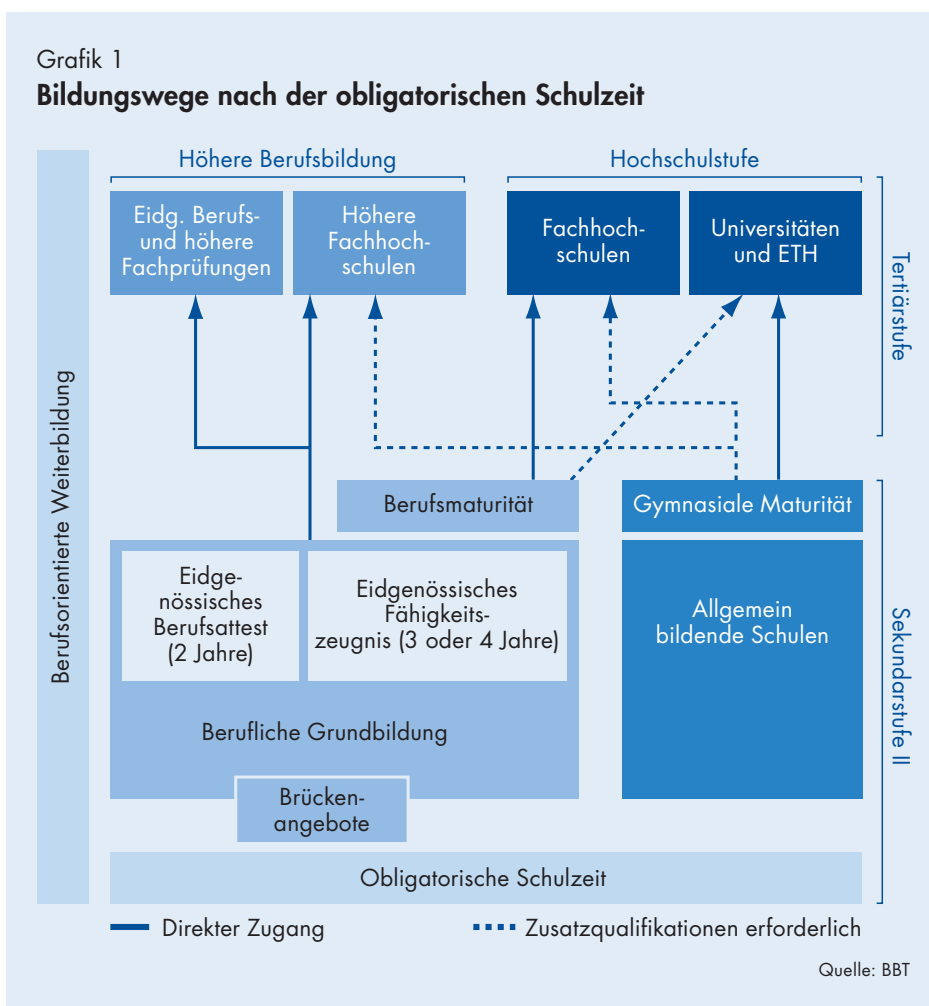 Grafik 1
Bildungswege nach der obligatorischen Schulzeit
Berufsorientierte Weiterbildung
Höhere Berufsbildung
Hochschulstufe
Eidg. Berufs-
und höhere
Fachprüfungen
Höhere
Fachhoch-
schulen
Fachhoch-
schulen
Universitäten
und ETH
Tertiärstufe
Berufsmaturität
Gymnasiale Maturität
Eidge-
nössisches
Berufsattest
(2 Jahre)
Eidgenössisches
Fähigkeits-
zeugnis (3 oder 4 Jahre)
Allgemein
bildende Schulen
Sekundarstufe II
Berufliche Grundbildung
Brücken-
angebote
Obligatorische Schulzeit
Direkter Zugang
Zusatzqualifikationen erforderlich
Quelle: BBT